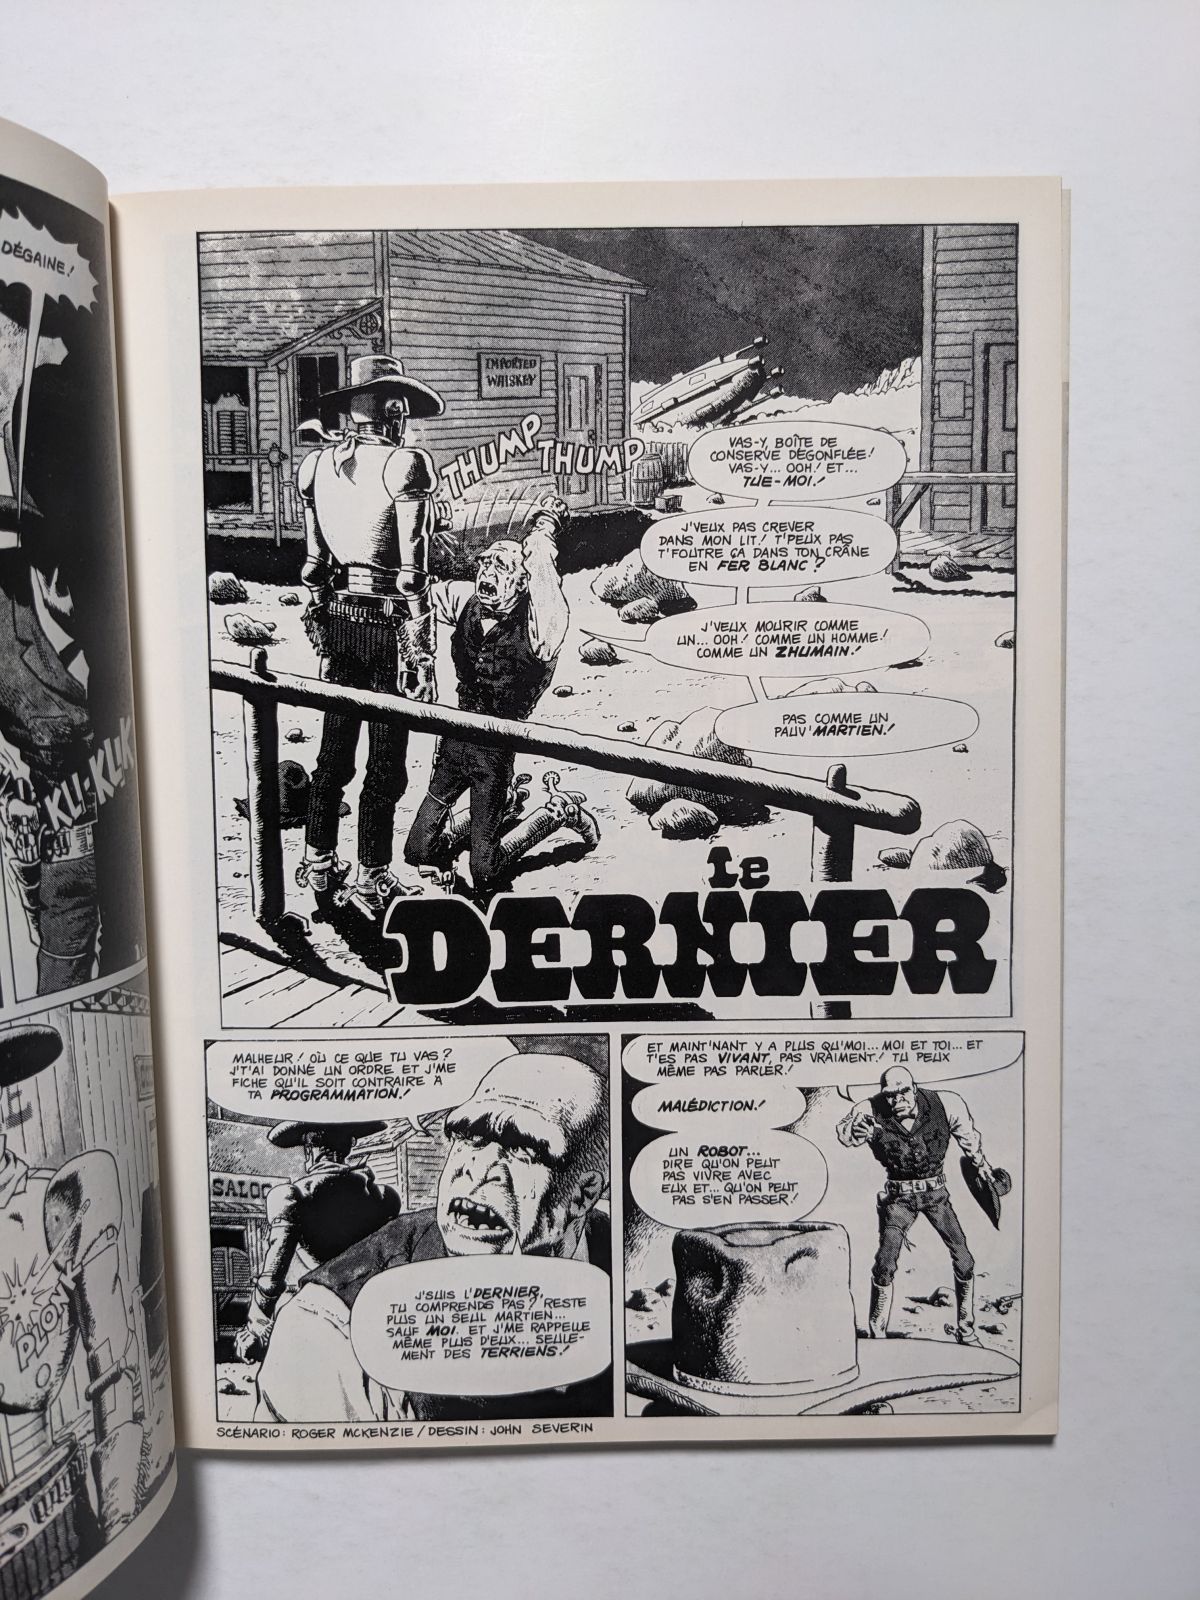 DÉGAINE!
KLI-KLIK
PLONK
IMPORTED
WHISKEY
THUMP
THUMP
VAS-Y, BOÎTE DE
CONSERVE DÉGONFLÉE!
VAS-Y... OOH! ET...
TUE-MOI!
J'VEUX PAS CREVER
DANS MON LIT! T'PEUX PAS
T'FOUTRE ÇA DANS TON CRÂNE
EN FER BLANC?
J'VEUX MOURIR COMME
UN... OOH! COMME UN HOMME!
COMME UN ZHUMAIN!
PAS COMME UN
PAUV' MARTIEN!
LE
DERNIER
MALHEUR! OÙ CE QUE TU VAS?
J'T'AI DONNÉ UN ORDRE ET J'ME
FICHE QU'IL SOIT CONTRAIRE À
TA PROGRAMMATION!
SALOO
J'SUIS L'DERNIER,
TU COMPRENDS PAS? RESTE
PLUS UN SEUL MARTIEN...
SAUF MOI. ET J'ME RAPPELLE
MÊME PLUS D'EUX... SEULE-
MENT DES TERRIENS!
ET MAINT'NANT Y A PLUS QU'MOI... MOI ET TOI... ET
T'ES PAS VIVANT, PAS VRAIMENT! TU PEUX
MÊME PAS PARLER!
MALÉDICTION!
UN ROBOT...
DIRE QU'ON PEUT
PAS VIVRE AVEC
EUX ET... QU'ON PEUT
PAS S'EN PASSER!
SCÉNARIO: ROGER MCKENZIE / DESSIN: JOHN SEVERIN